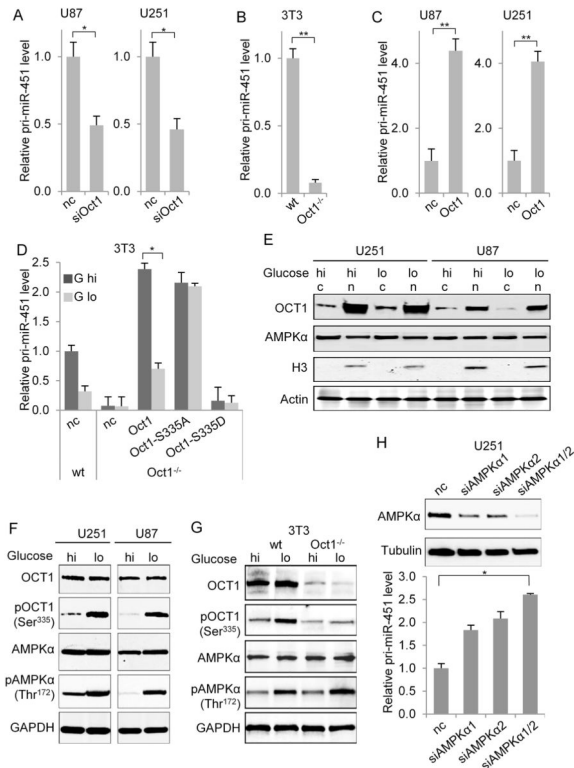 A
U87
U251
Relative pri-miR-451 level
1.0
0.5
0.0
*
nc
siOct1
1.0
0.5
0.0
*
nc
siOct1
B
3T3
Relative pri-miR-451 level
1.0
0.5
0.0
**
wt
Oct1-/-
C
U87
U251
Relative pri-miR-451 level
4.0
2.0
0.0
**
nc
Oct1
4.0
2.0
0.0
**
nc
Oct1
D
3T3
Relative pri-miR-451 level
2.5
2.0
1.5
1.0
0.5
0.0
G hi
G lo
*
nc
nc
Oct1
Oct1-S335A
Oct1-S335D
wt
Oct1-/-
E
U251 U87
Glucose hi hi lo lo hi hi lo lo
c n c n c n c n
OCT1
AMPKα
H3
Actin
F
U251 U87
Glucose hi lo hi lo
OCT1
pOCT1
(Ser335)
AMPKα
pAMPKα
(Thr172)
GAPDH
G
3T3
wt Oct1-/-
Glucose hi lo hi lo
OCT1
pOCT1
(Ser335)
AMPKα
pAMPKα
(Thr172)
GAPDH
H
U251
nc
siAMPKα1
siAMPKα2
siAMPKα1/2
AMPKα
Tubulin
Relative pri-miR-451 level
3.0
2.5
2.0
1.5
1.0
0.5
0.0
*
nc
siAMPKα1
siAMPKα2
siAMPKα1/2